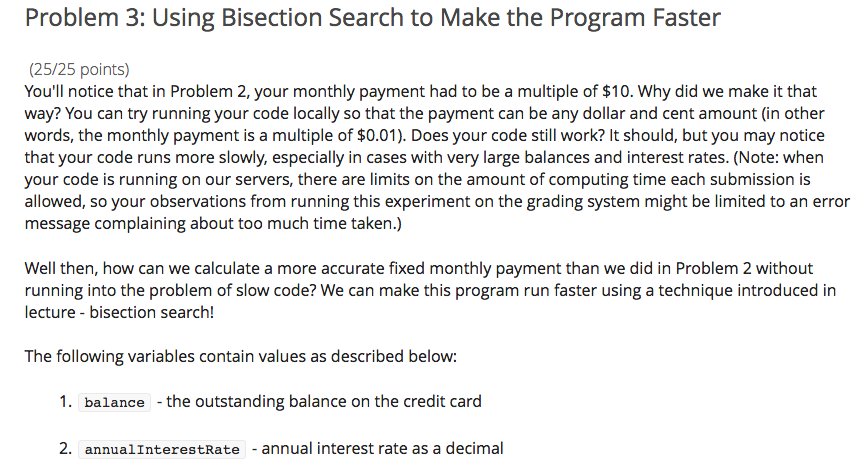 Problem 3: Using Bisection Search to Make the Program Faster
(25/25 points)
You'll notice that in Problem 2, your monthly payment had to be a multiple of $10. Why did we make it that
way? You can try running your code locally so that the payment can be any dollar and cent amount (in other
words, the monthly payment is a multiple of $0.01). Does your code still work? It should, but you may notice
that your code runs more slowly, especially in cases with very large balances and interest rates. (Note: when
your code is running on our servers, there are limits on the amount of computing time each submission is
allowed, so your observations from running this experiment on the grading system might be limited to an error
message complaining about too much time taken.)
Well then, how can we calculate a more accurate fixed monthly payment than we did in Problem 2 without
running into the problem of slow code? We can make this program run faster using a technique introduced in
lecture - bisection search!
The following variables contain values as described below:
1. balance - the outstanding balance on the credit card
2. annualInterestRate - annual interest rate as a decimal